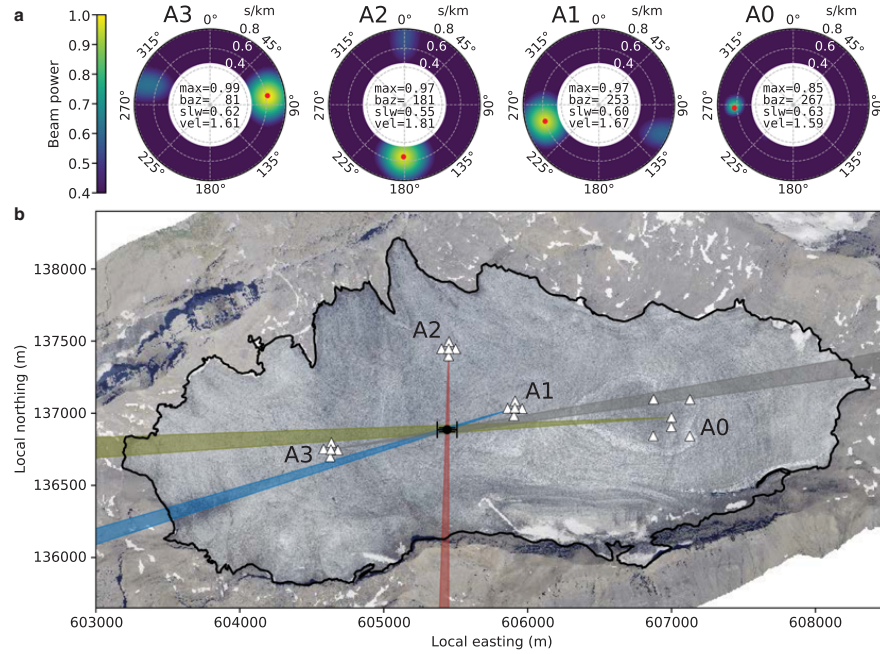 a
A3
A2
A1
A0
Beam power
1.0
0.9
0.8
0.7
0.6
0.5
0.4
0°
s/km
0.8
0.6
0.4
45°
90°
135°
180°
225°
270°
315°
max=0.99
baz= 81
slw=0.62
vel=1.61
0°
s/km
0.8
0.6
0.4
45°
90°
135°
180°
225°
270°
315°
max=0.97
baz= 181
slw=0.55
vel=1.81
0°
s/km
0.8
0.6
0.4
45°
90°
135°
180°
225°
270°
315°
max=0.97
baz= 253
slw=0.60
vel=1.67
0°
s/km
0.8
0.6
0.4
45°
90°
135°
180°
225°
270°
315°
max=0.85
baz= 267
slw=0.63
vel=1.59
b
Local northing (m)
138000
137500
137000
136500
136000
A2
A1
A0
A3
603000 604000 605000 606000 607000 608000
Local easting (m)